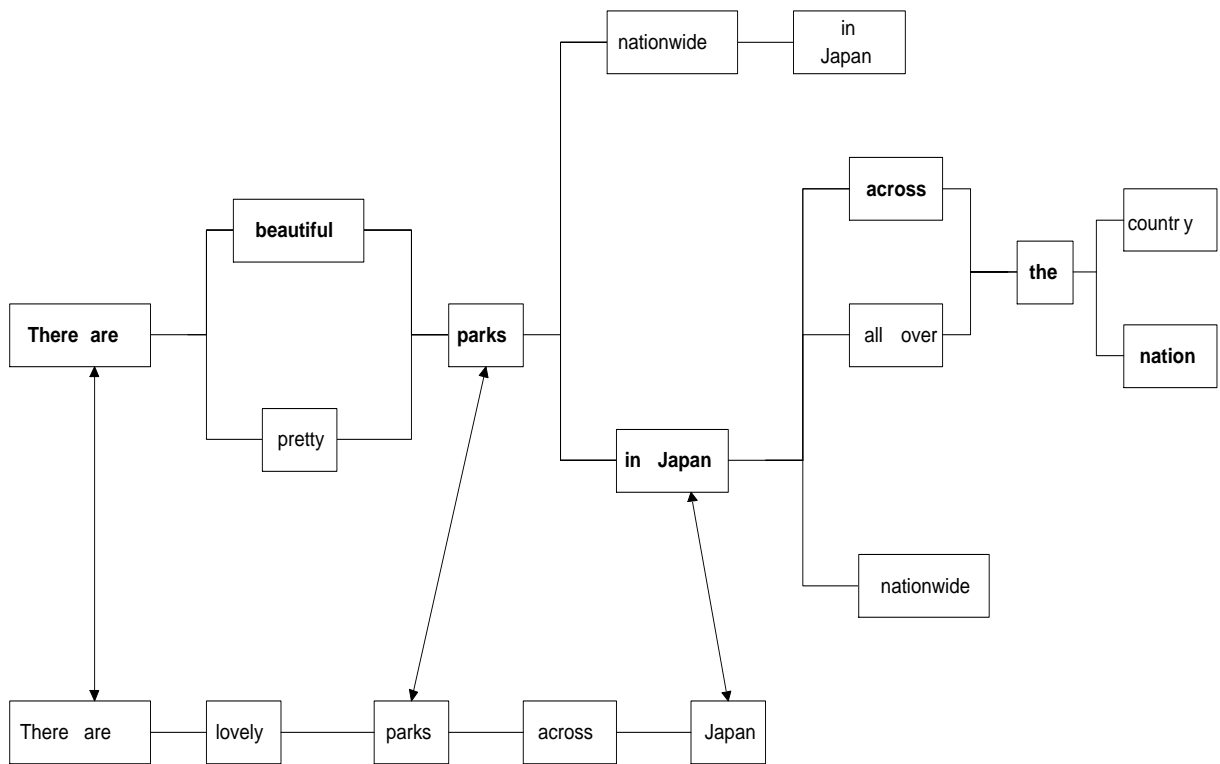 nationwide
in
Japan
across
beautiful
country
the
There are
parks
all over
nation
pretty
in Japan
nationwide
There are
lovely
parks
across
Japan